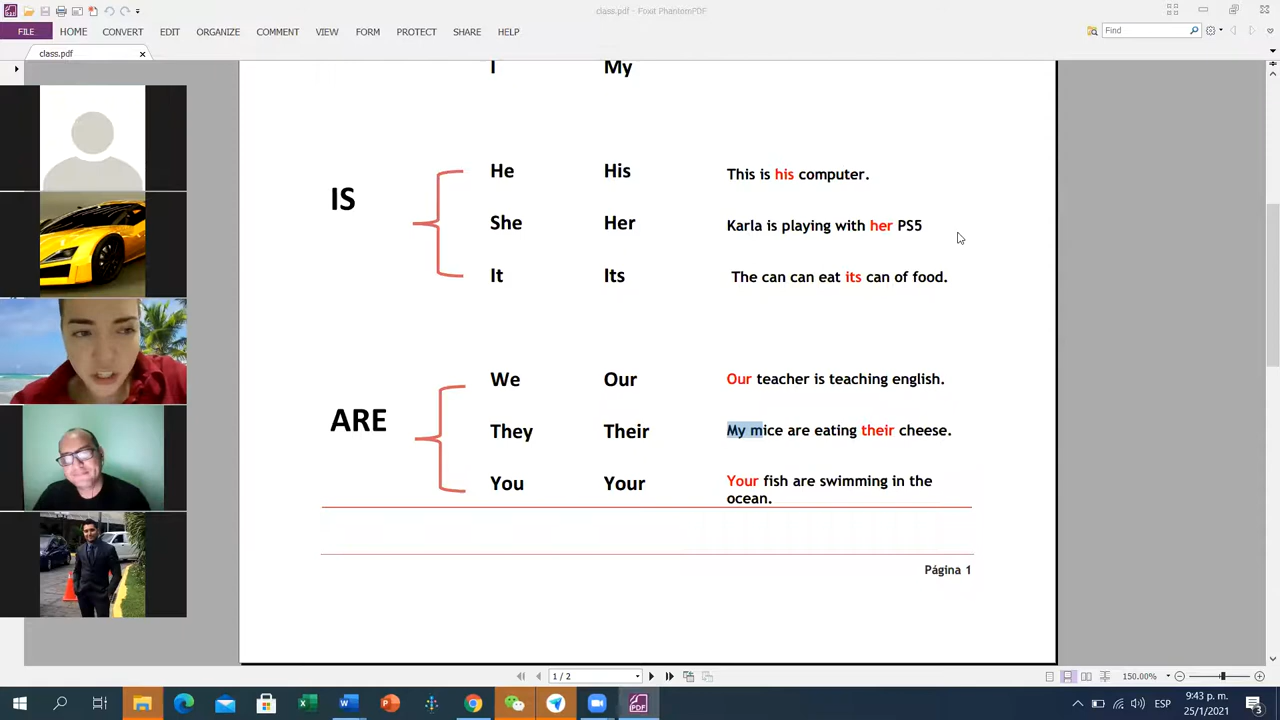 class.pdf - Foxit PhantomPDF
FILE HOME CONVERT EDIT ORGANIZE COMMENT VIEW FORM PROTECT SHARE HELP
Find
class.pdf
I My
IS
He His This is his computer.
She Her Karla is playing with her PS5
It Its The can can eat its can of food.
ARE
We Our Our teacher is teaching english.
They Their My mice are eating their cheese.
You Your Your fish are swimming in the
ocean.
Página 1
1 / 2
150.00%
ESP
9:43 p. m.
25/1/2021
3